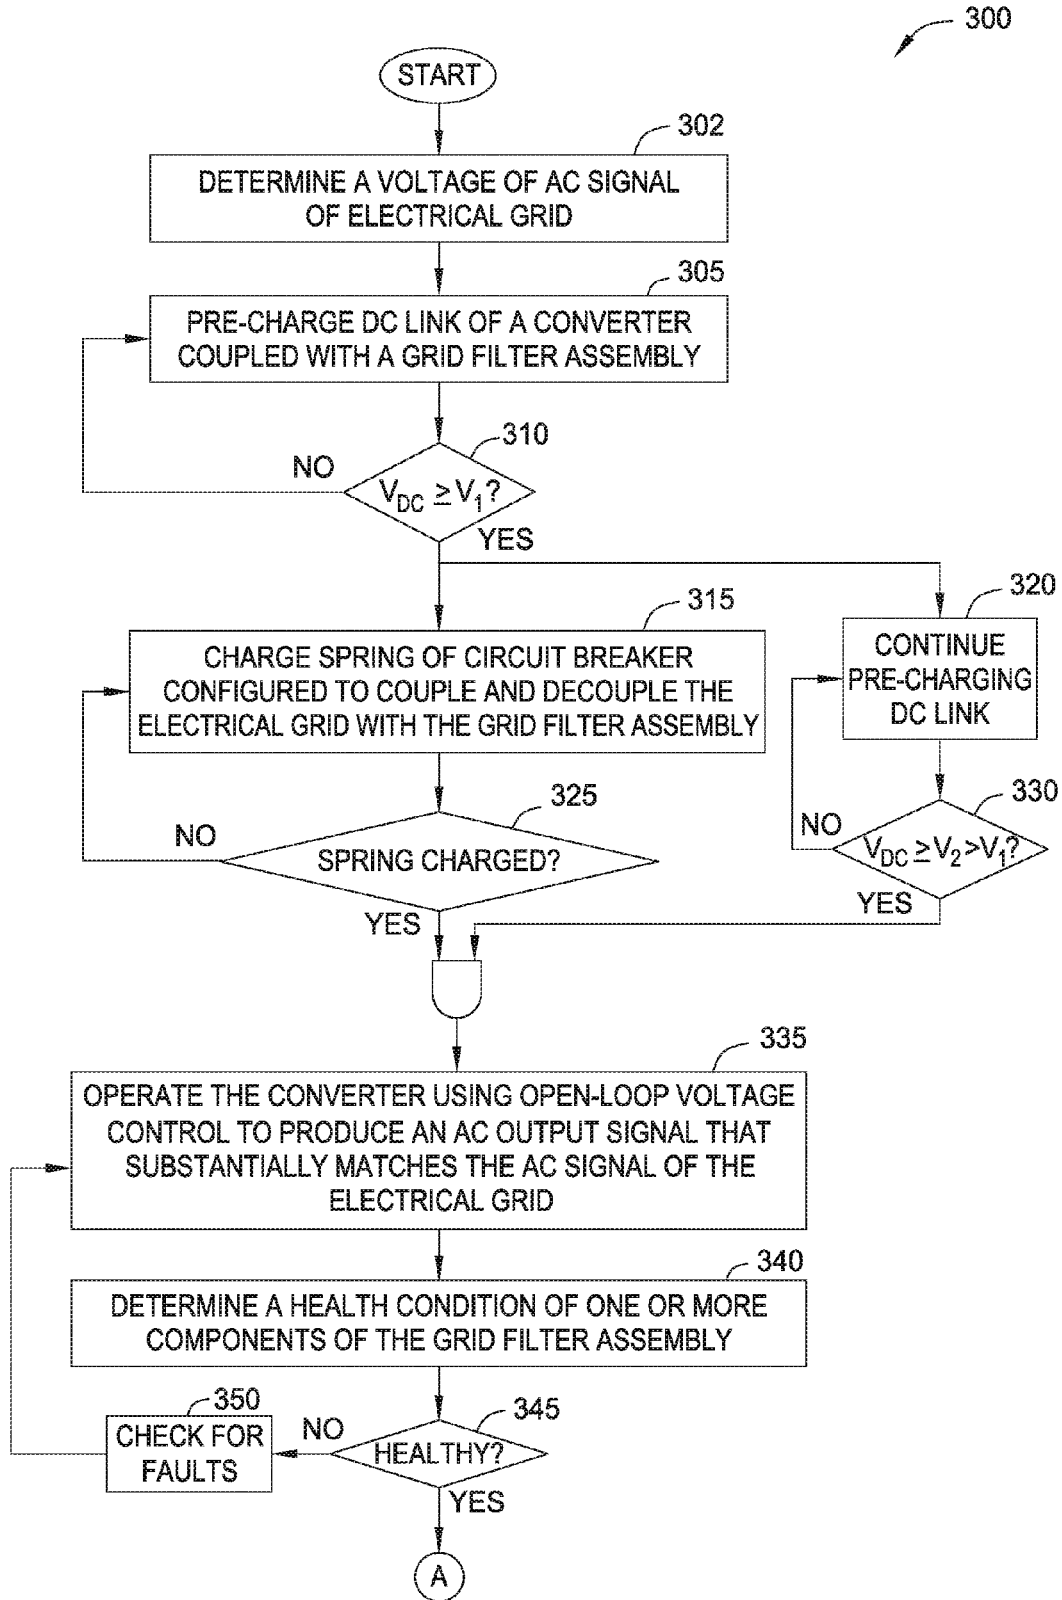 300
START
302
DETERMINE A VOLTAGE OF AC SIGNAL
OF ELECTRICAL GRID
305
PRE-CHARGE DC LINK OF A CONVERTER
COUPLED WITH A GRID FILTER ASSEMBLY
310
NO
V_DC ≥ V_1?
YES
315
CHARGE SPRING OF CIRCUIT BREAKER
CONFIGURED TO COUPLE AND DECOUPLE THE
ELECTRICAL GRID WITH THE GRID FILTER ASSEMBLY
320
CONTINUE
PRE-CHARGING
DC LINK
325
NO
SPRING CHARGED?
YES
330
NO
V_DC ≥ V_2 > V_1?
YES
335
OPERATE THE CONVERTER USING OPEN-LOOP VOLTAGE
CONTROL TO PRODUCE AN AC OUTPUT SIGNAL THAT
SUBSTANTIALLY MATCHES THE AC SIGNAL OF THE
ELECTRICAL GRID
340
DETERMINE A HEALTH CONDITION OF ONE OR MORE
COMPONENTS OF THE GRID FILTER ASSEMBLY
350
CHECK FOR
FAULTS
NO
345
HEALTHY?
YES
A